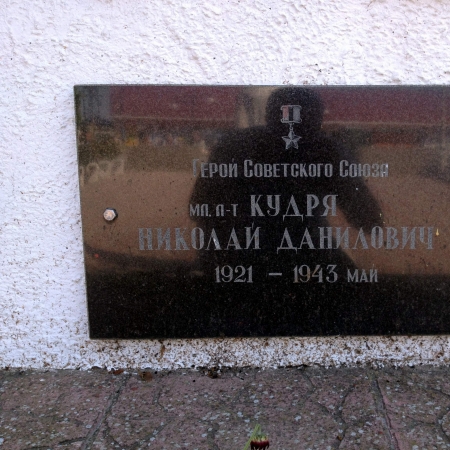 Герой Советского Союза
мл. л-т КУДРЯ
НИКОЛАЙ ДАНИЛОВИЧ
1921 – 1943 май